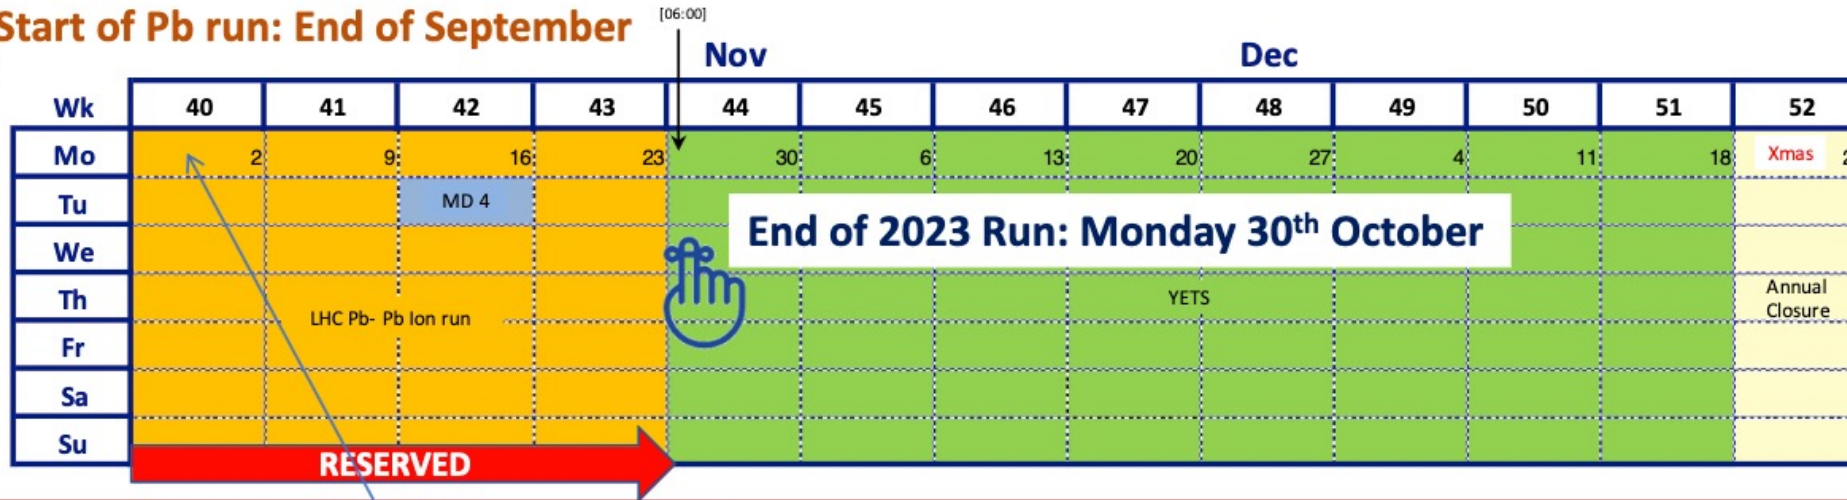 Start of Pb run: End of September
[06:00]
Nov Dec
Wk 40 41 42 43 44 45 46 47 48 49 50 51 52
Mo 2 9 16 23 30 6 13 20 27 4 11 18 Xmas
Tu MD 4
End of 2023 Run: Monday 30th October
We
Th YETS Annual
LHC Pb- Pb Ion run Closure
Fr
Sa
Su
RESERVED